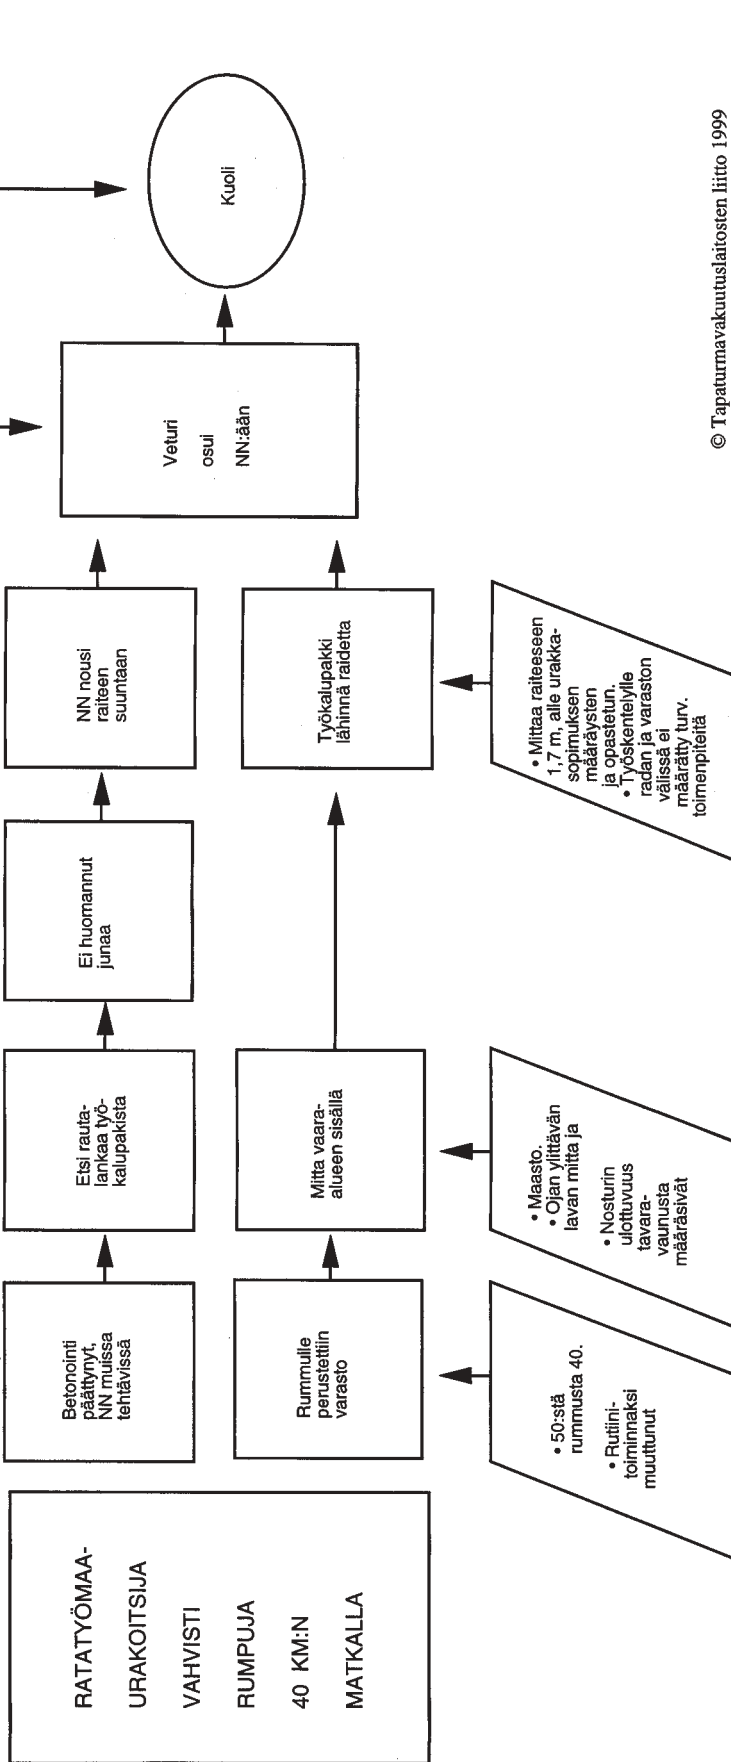 RATATYÖMAA-
URAKOITSIJA
VAHVISTI
RUMPUJA
40 KM:N
MATKALLA
Betonointi
päättynyt,
NN muissa
tehtävissä
Etsi rauta-
lankaa työ-
kalupakista
Ei huomannut
junaa
NN nousi
raiteen
suuntaan
Rummulle
perustettiin
varasto
Mitta vaara-
alueen sisällä
Työkalupakki
lähinnä raidetta
Veturi
osui
NN:ään
Kuoli
• 50:stä
rummusta 40.
• Rutiini-
toiminnaksi
muuttunut
• Maasto.
• Ojan ylittävän
lavan mitta ja
• Nosturin
ulottuvuus
tavara-
vaunusta
määräsivät
• Mittaa raiteeseen
1,7 m, alle urakka-
sopimuksen
määräysten
ja opastetun.
• Työskentelylle
radan ja varaston
välissä ei
määrätty turv.
toimenpiteitä
© Tapaturmavakuutuslaitosten liitto 1999